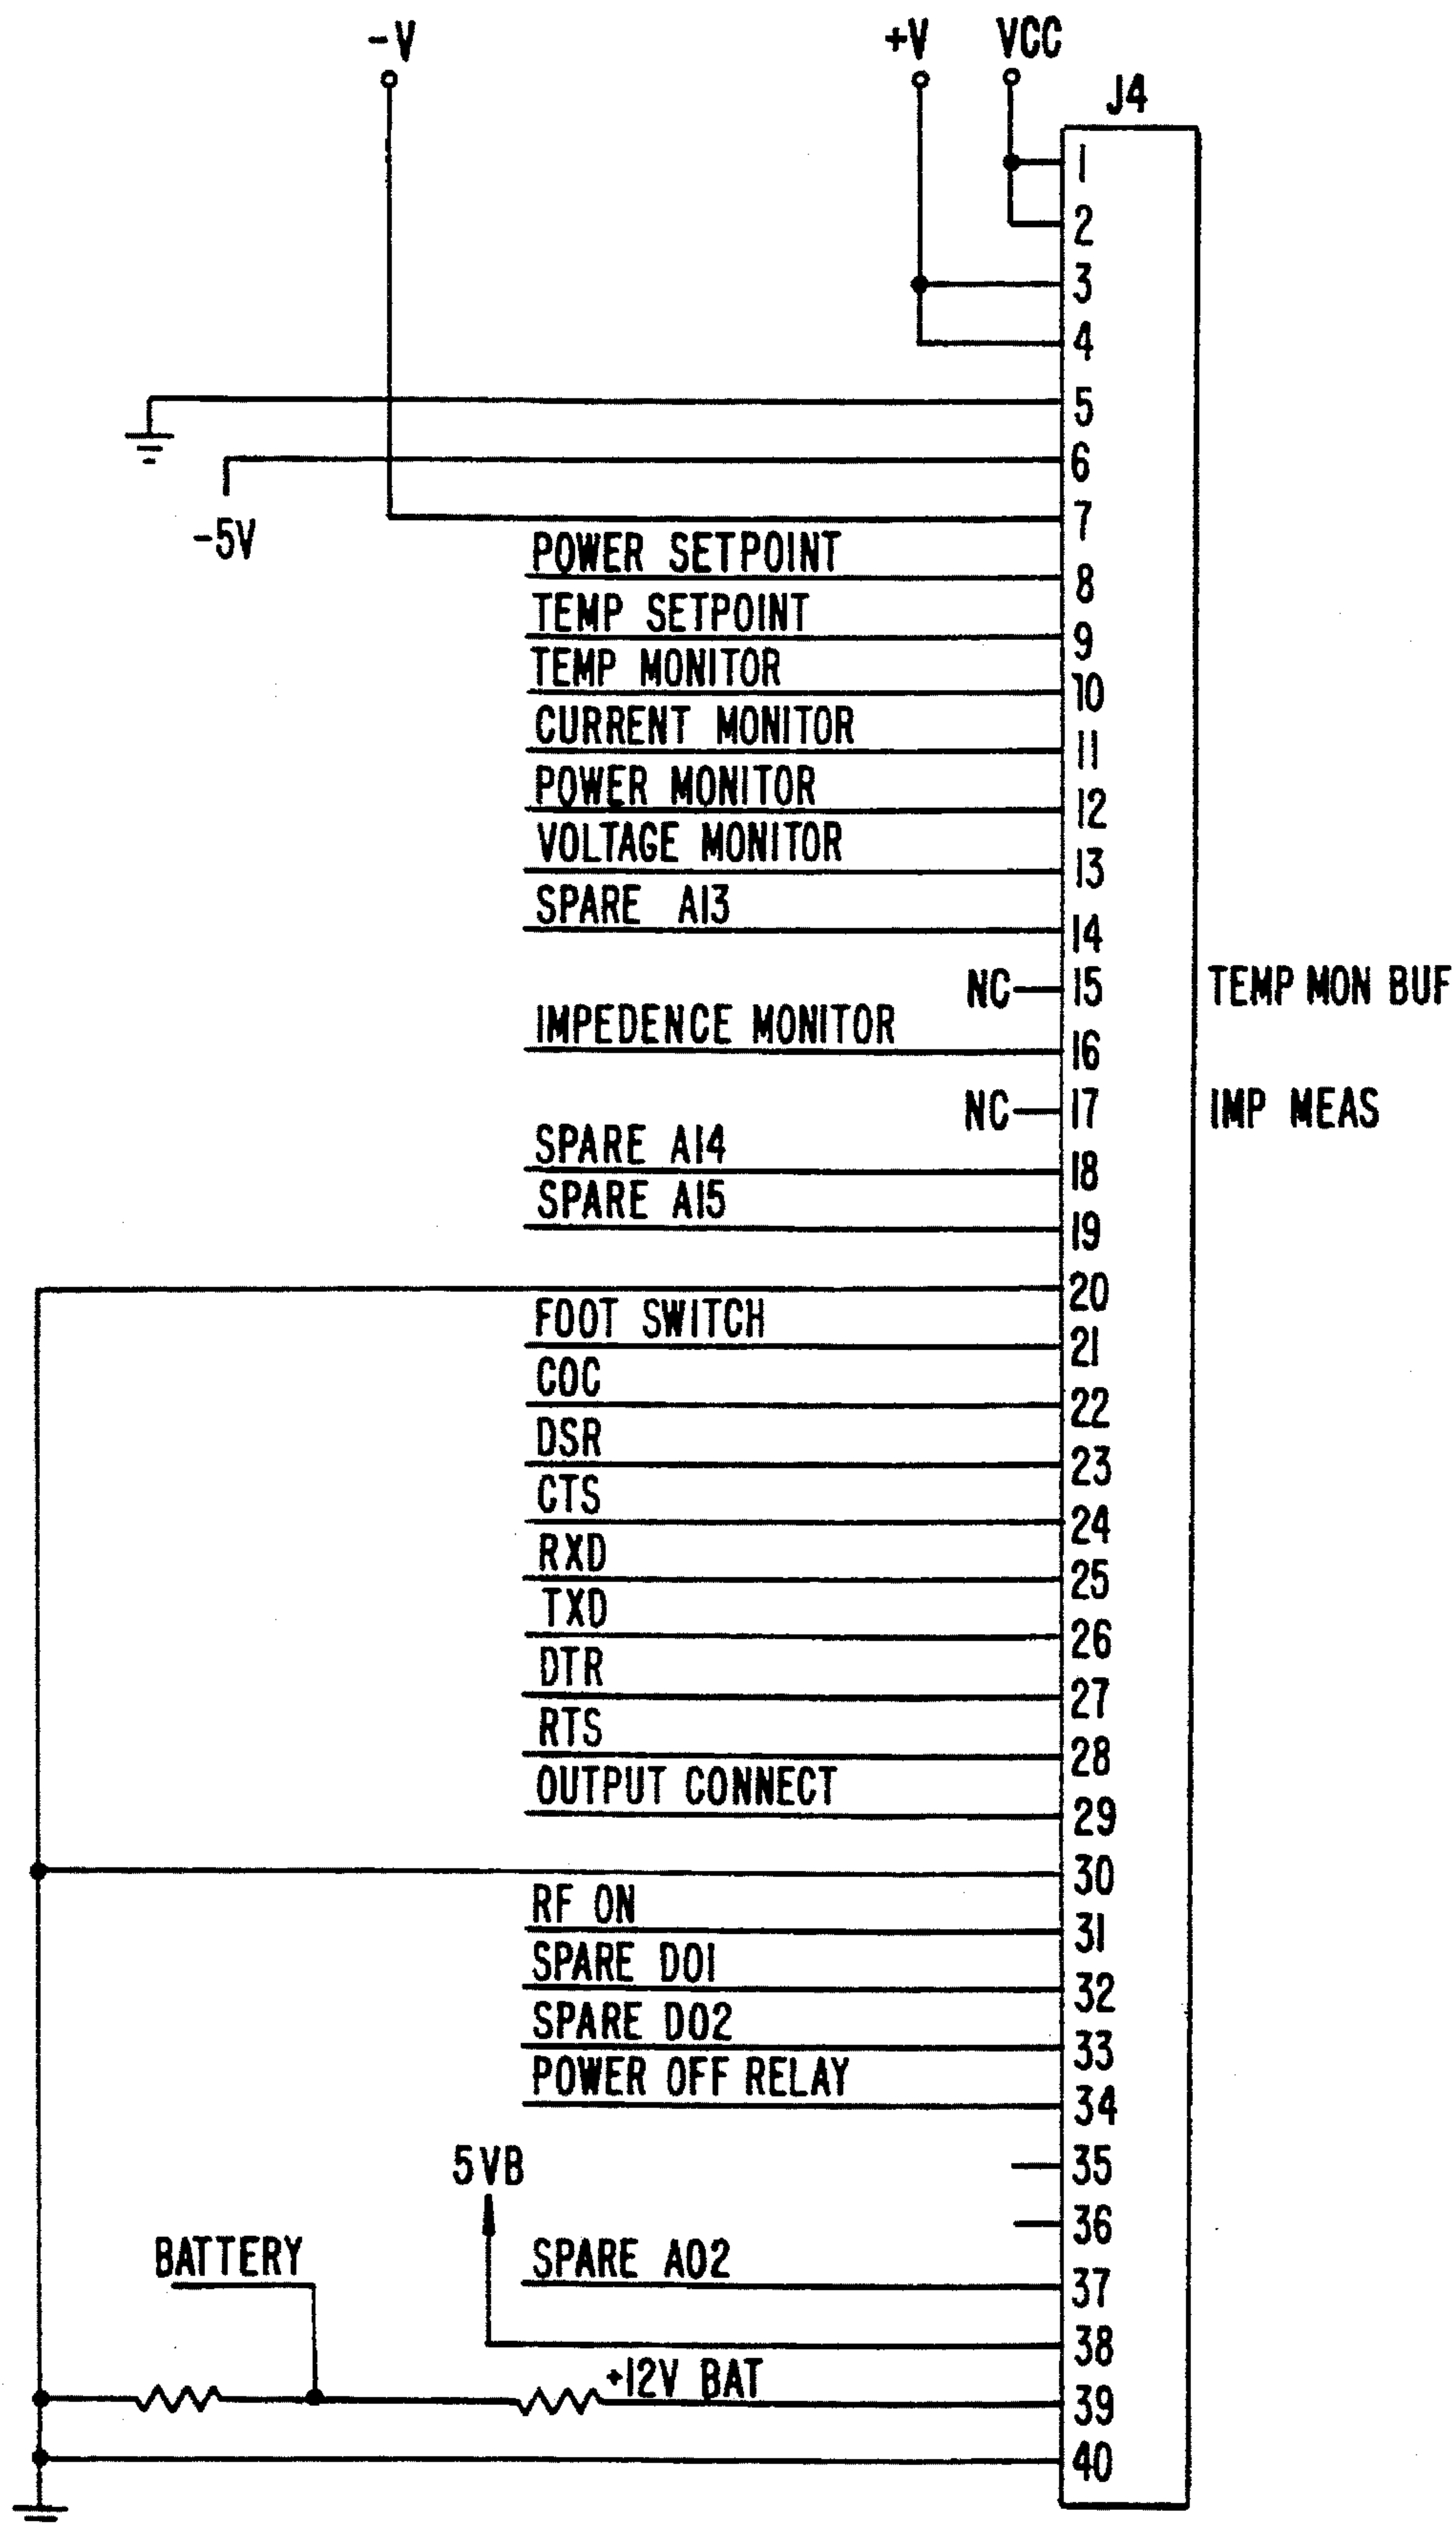 -V +V VCC
J4
1
2
3
4
5
6
-5V
7
POWER SETPOINT 8
TEMP SETPOINT 9
TEMP MONITOR 10
CURRENT MONITOR 11
POWER MONITOR 12
VOLTAGE MONITOR 13
SPARE AI3 14
NC 15 TEMP MON BUF
IMPEDENCE MONITOR 16
NC 17 IMP MEAS
SPARE AI4 18
SPARE AI5 19
20
FOOT SWITCH 21
COC 22
DSR 23
CTS 24
RXD 25
TXD 26
DTR 27
RTS 28
OUTPUT CONNECT 29
30
RF ON 31
SPARE DO1 32
SPARE DO2 33
POWER OFF RELAY 34
5VB 35
36
BATTERY SPARE AO2 37
38
+12V BAT 39
40